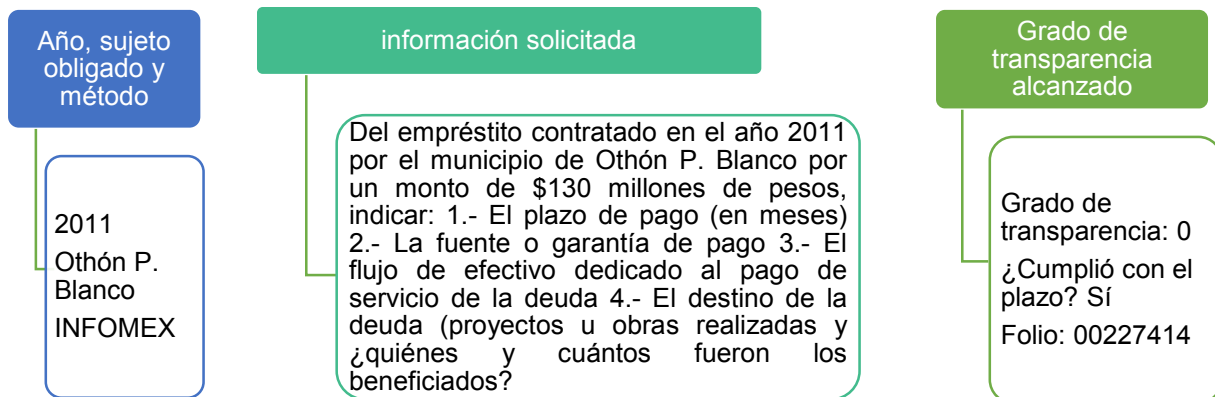 Año, sujeto
obligado y
método
2011
Othón P.
Blanco
INFOMEX
información solicitada
Del empréstito contratado en el año 2011
por el municipio de Othón P. Blanco por
un monto de $130 millones de pesos,
indicar: 1.- El plazo de pago (en meses)
2.- La fuente o garantía de pago 3.- El
flujo de efectivo dedicado al pago de
servicio de la deuda 4.- El destino de la
deuda (proyectos u obras realizadas y
¿quiénes y cuántos fueron los
beneficiados?
Grado de
transparencia
alcanzado
Grado de
transparencia: 0
¿Cumplió con el
plazo? Sí
Folio: 00227414